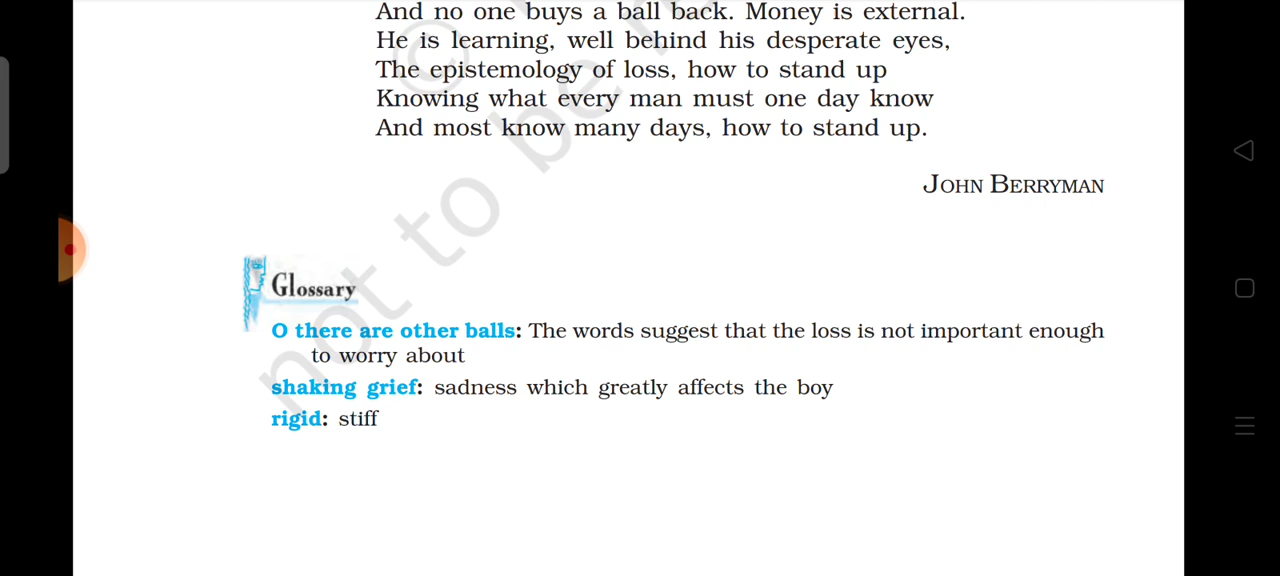 And no one buys a ball back. Money is external.
He is learning, well behind his desperate eyes,
The epistemology of loss, how to stand up
Knowing what every man must one day know
And most know many days, how to stand up.
JOHN BERRYMAN
Glossary
O there are other balls: The words suggest that the loss is not important enough
to worry about
shaking grief: sadness which greatly affects the boy
rigid: stiff
©
not to be